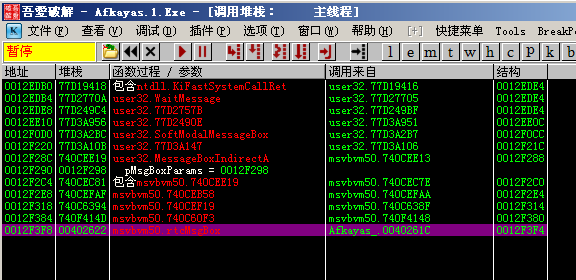 吾爱破解 - Afkayas.1.Exe - [调用堆栈: 主线程]
K 文件(F) 查看(V) 调试(D) 插件(P) 选项(T) 窗口(W) 帮助(H) [+] 快捷菜单 Tools BreakP
暂停 l e m t w h c p k b
地址 堆栈 函数过程 / 参数 调用来自 结构
0012EDB0 77D19418 包含ntdll.KiFastSystemCallRet user32.77D19416 0012EDE4
0012EDB4 77D2770A user32.WaitMessage user32.77D27705 0012EDE4
0012EDE8 77D249C4 user32.77D2757B user32.77D249BF 0012EDE4
0012EE10 77D3A956 user32.77D2490E user32.77D3A951 0012EE0C
0012F0D0 77D3A2BC user32.SoftModalMessageBox user32.77D3A2B7 0012F0CC
0012F220 77D3A10B user32.77D3A147 user32.77D3A106 0012F21C
0012F28C 740CEE19 user32.MessageBoxIndirectA msvbvm50.740CEE13 0012F288
0012F290 0012F298 pMsgBoxParams = 0012F298
0012F2C4 740CEC81 包含msvbvm50.740CEE19 msvbvm50.740CEC7E 0012F2C0
0012F2E8 740CEFAF msvbvm50.740CEB58 msvbvm50.740CEFAA 0012F2E4
0012F318 740C6394 msvbvm50.740CEF19 msvbvm50.740C638F 0012F314
0012F384 740F414D msvbvm50.740C60F3 msvbvm50.740F4148 0012F380
0012F3F8 00402622 msvbvm50.rtcMsgBox Afkayas_.0040261C 0012F3F4